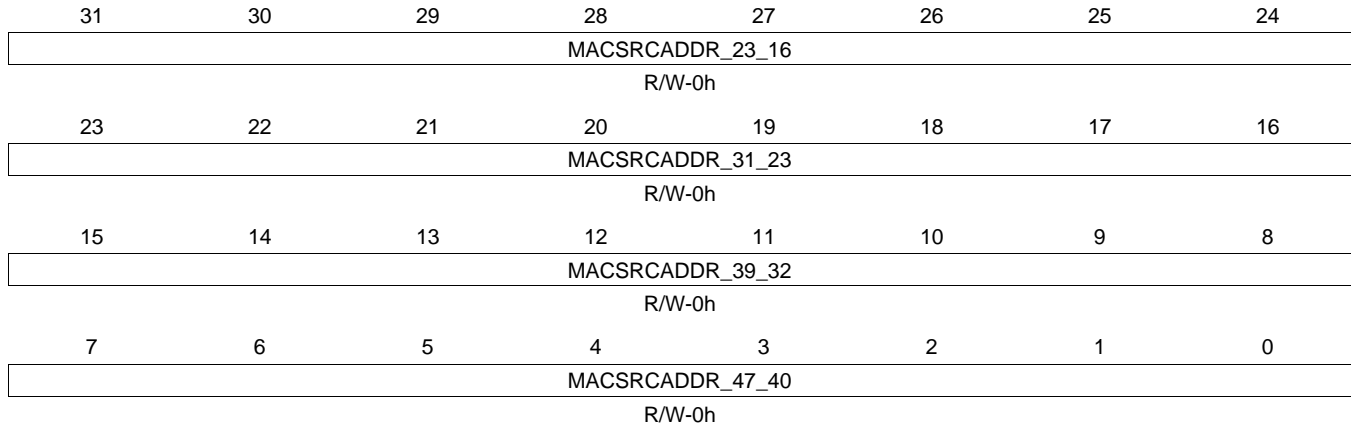 31 30 29 28 27 26 25 24
MACSRCADDR_23_16
R/W-0h
23 22 21 20 19 18 17 16
MACSRCADDR_31_23
R/W-0h
15 14 13 12 11 10 9 8
MACSRCADDR_39_32
R/W-0h
7 6 5 4 3 2 1 0
MACSRCADDR_47_40
R/W-0h